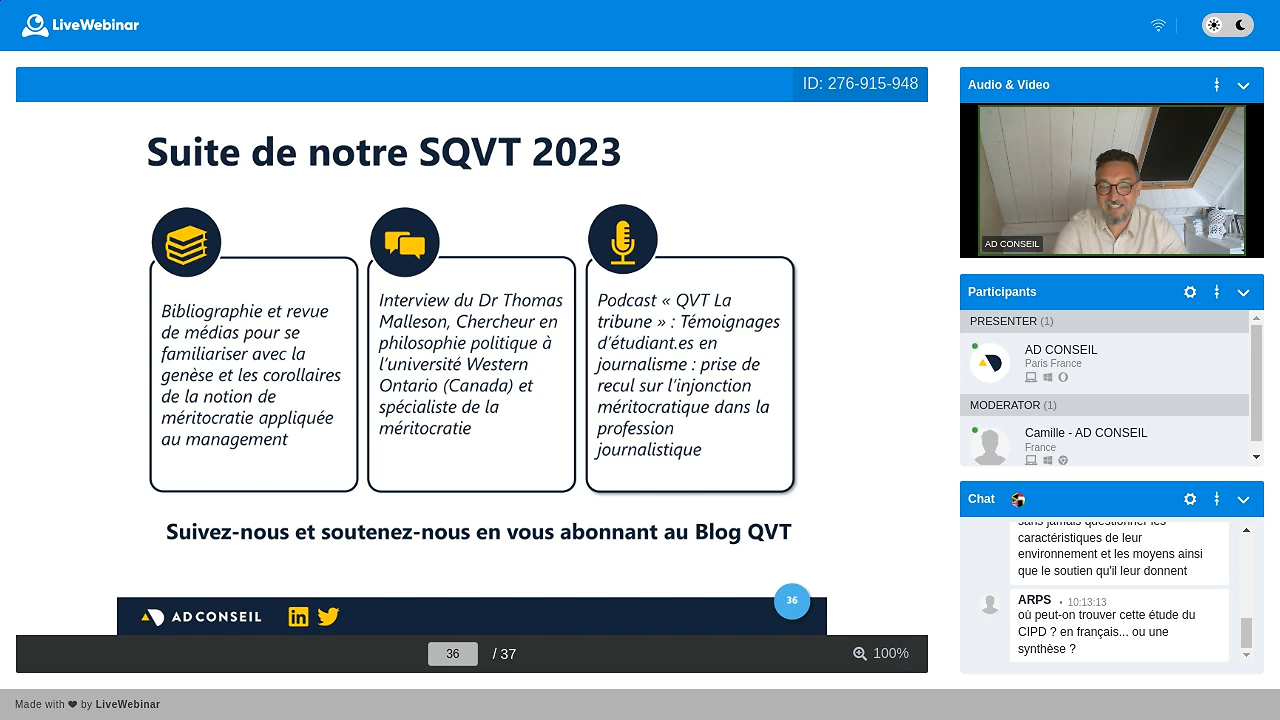 LiveWebinar
ID: 276-915-948
Suite de notre SQVT 2023
Bibliographie et revue
de médias pour se
familiariser avec la
genèse et les corollaires
de la notion de
méritocratie appliquée
au management
Interview du Dr Thomas
Malleson, Chercheur en
philosophie politique à
l'université Western
Ontario (Canada) et
spécialiste de la
méritocratie
Podcast « QVT La
tribune » : Témoignages
d'étudiant.es en
journalisme : prise de
recul sur l'injonction
méritocratique dans la
profession
journalistique
Suivez-nous et soutenez-nous en vous abonnant au Blog QVT
36
AD CONSEIL
36 / 37
100%
Audio & Video
AD CONSEIL
Participants
PRESENTER (1)
AD CONSEIL
Paris France
MODERATOR (1)
Camille - AD CONSEIL
France
Chat
sans jamais questionner les
caractéristiques de leur
environnement et les moyens ainsi
que le soutien qu'il leur donnent
ARPS • 10:13:13
où peut-on trouver cette étude du
CIPD ? en français... ou une
synthèse ?
Made with ❤ by LiveWebinar